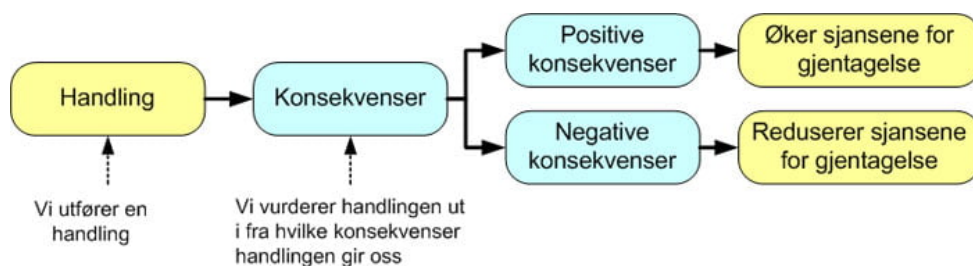 Handling
Konsekvenser
Positive
konsekvenser
Øker sjansene for
gjentagelse
Negative
konsekvenser
Reduserer sjansene
for gjentagelse
Vi utfører en
handling
Vi vurderer handlingen ut
i fra hvilke konsekvenser
handlingen gir oss